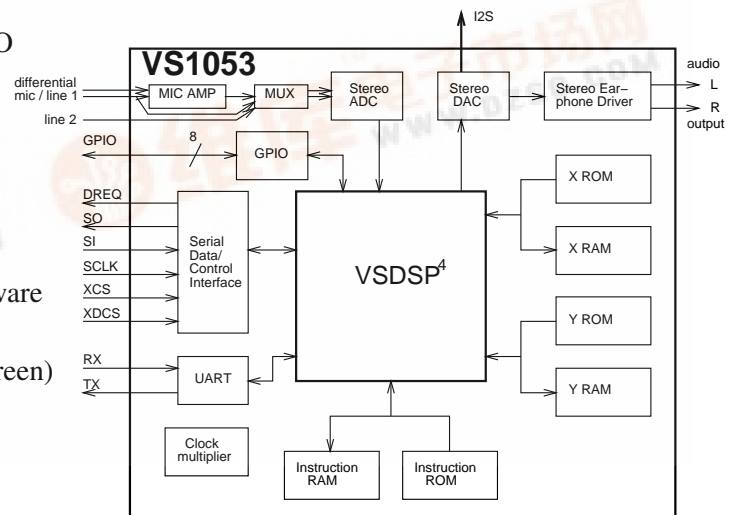 I2S
O
VS1053
audio
differential
mic / line 1
MIC AMP
MUX
Stereo
ADC
Stereo
DAC
Stereo Ear–
phone Driver
L
R
output
line 2
GPIO
8
GPIO
X ROM
DREQ
SO
SI
SCLK
XCS
XDCS
Serial
Data/
Control
Interface
VSDSP4
X RAM
ware
Y ROM
reen)
RX
TX
UART
Y RAM
Clock
multiplier
Instruction
RAM
Instruction
ROM